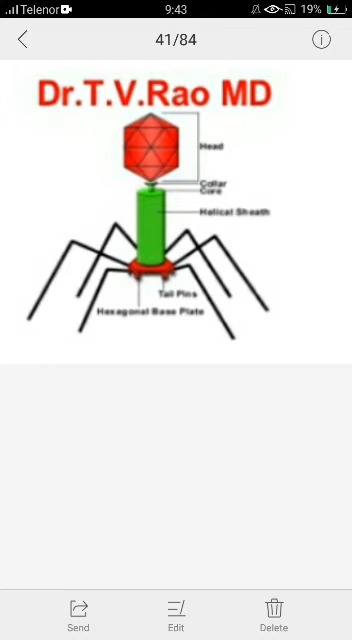 Telenor
9:43
19%
41/84
Dr.T.V.Rao MD
Head
Collar
Core
Helical Sheath
Tail Pins
Hexagonal Base Plate
Send
Edit
Delete